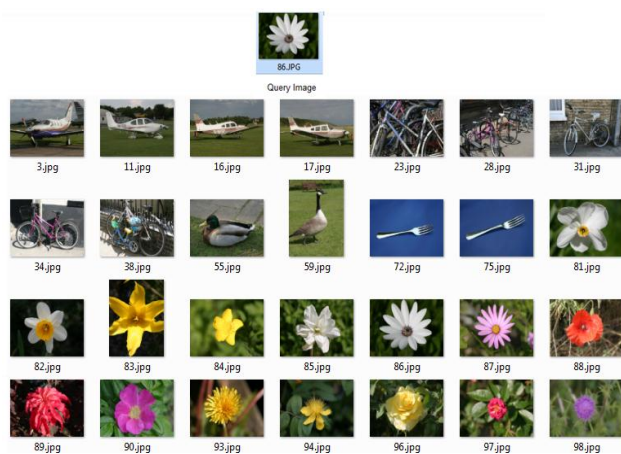 86.JPG
Query Image
3.jpg 11.jpg 16.jpg 17.jpg 23.jpg 28.jpg 31.jpg
34.jpg 38.jpg 55.jpg 59.jpg 72.jpg 75.jpg 81.jpg
82.jpg 83.jpg 84.jpg 85.jpg 86.jpg 87.jpg 88.jpg
89.jpg 90.jpg 93.jpg 94.jpg 96.jpg 97.jpg 98.jpg